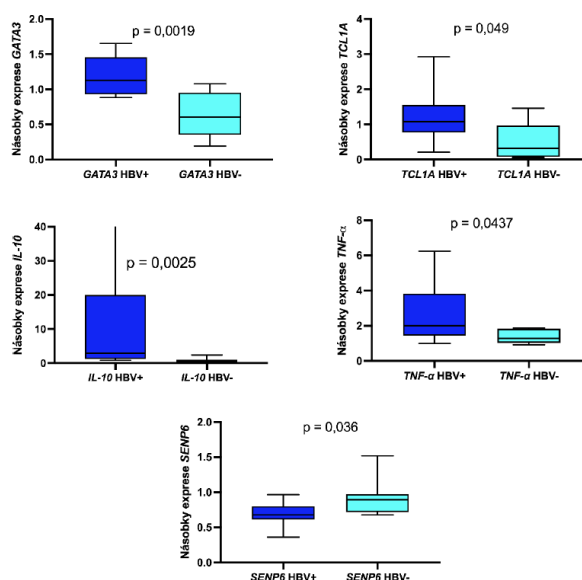 Násobky exprese GATA3
p = 0,0019
2.0
1.5
1.0
0.5
0.0
GATA3 HBV+ GATA3 HBV-
Násobky exprese TCL1A
p = 0,049
4
3
2
1
0
TCL1A HBV+ TCL1A HBV-
Násobky exprese IL-10
p = 0,0025
40
30
20
10
0
IL-10 HBV+ IL-10 HBV-
Násobky exprese TNF-α
p = 0,0437
8
6
4
2
0
TNF-α HBV+ TNF-α HBV-
Násobky exprese SENP6
p = 0,036
2.0
1.5
1.0
0.5
0.0
SENP6 HBV+ SENP6 HBV-